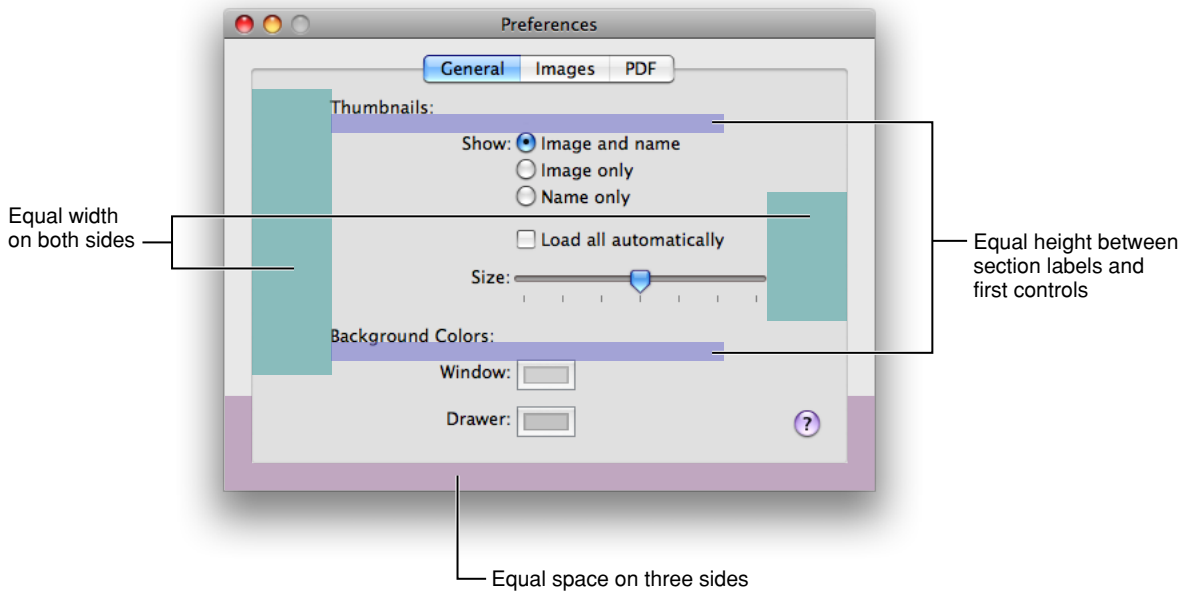 Preferences
General Images PDF
Thumbnails:
Show: Image and name
Image only
Name only
Equal width
on both sides
Load all automatically
Equal height between
section labels and
first controls
Size:
Background Colors:
Window:
Drawer:
?
Equal space on three sides